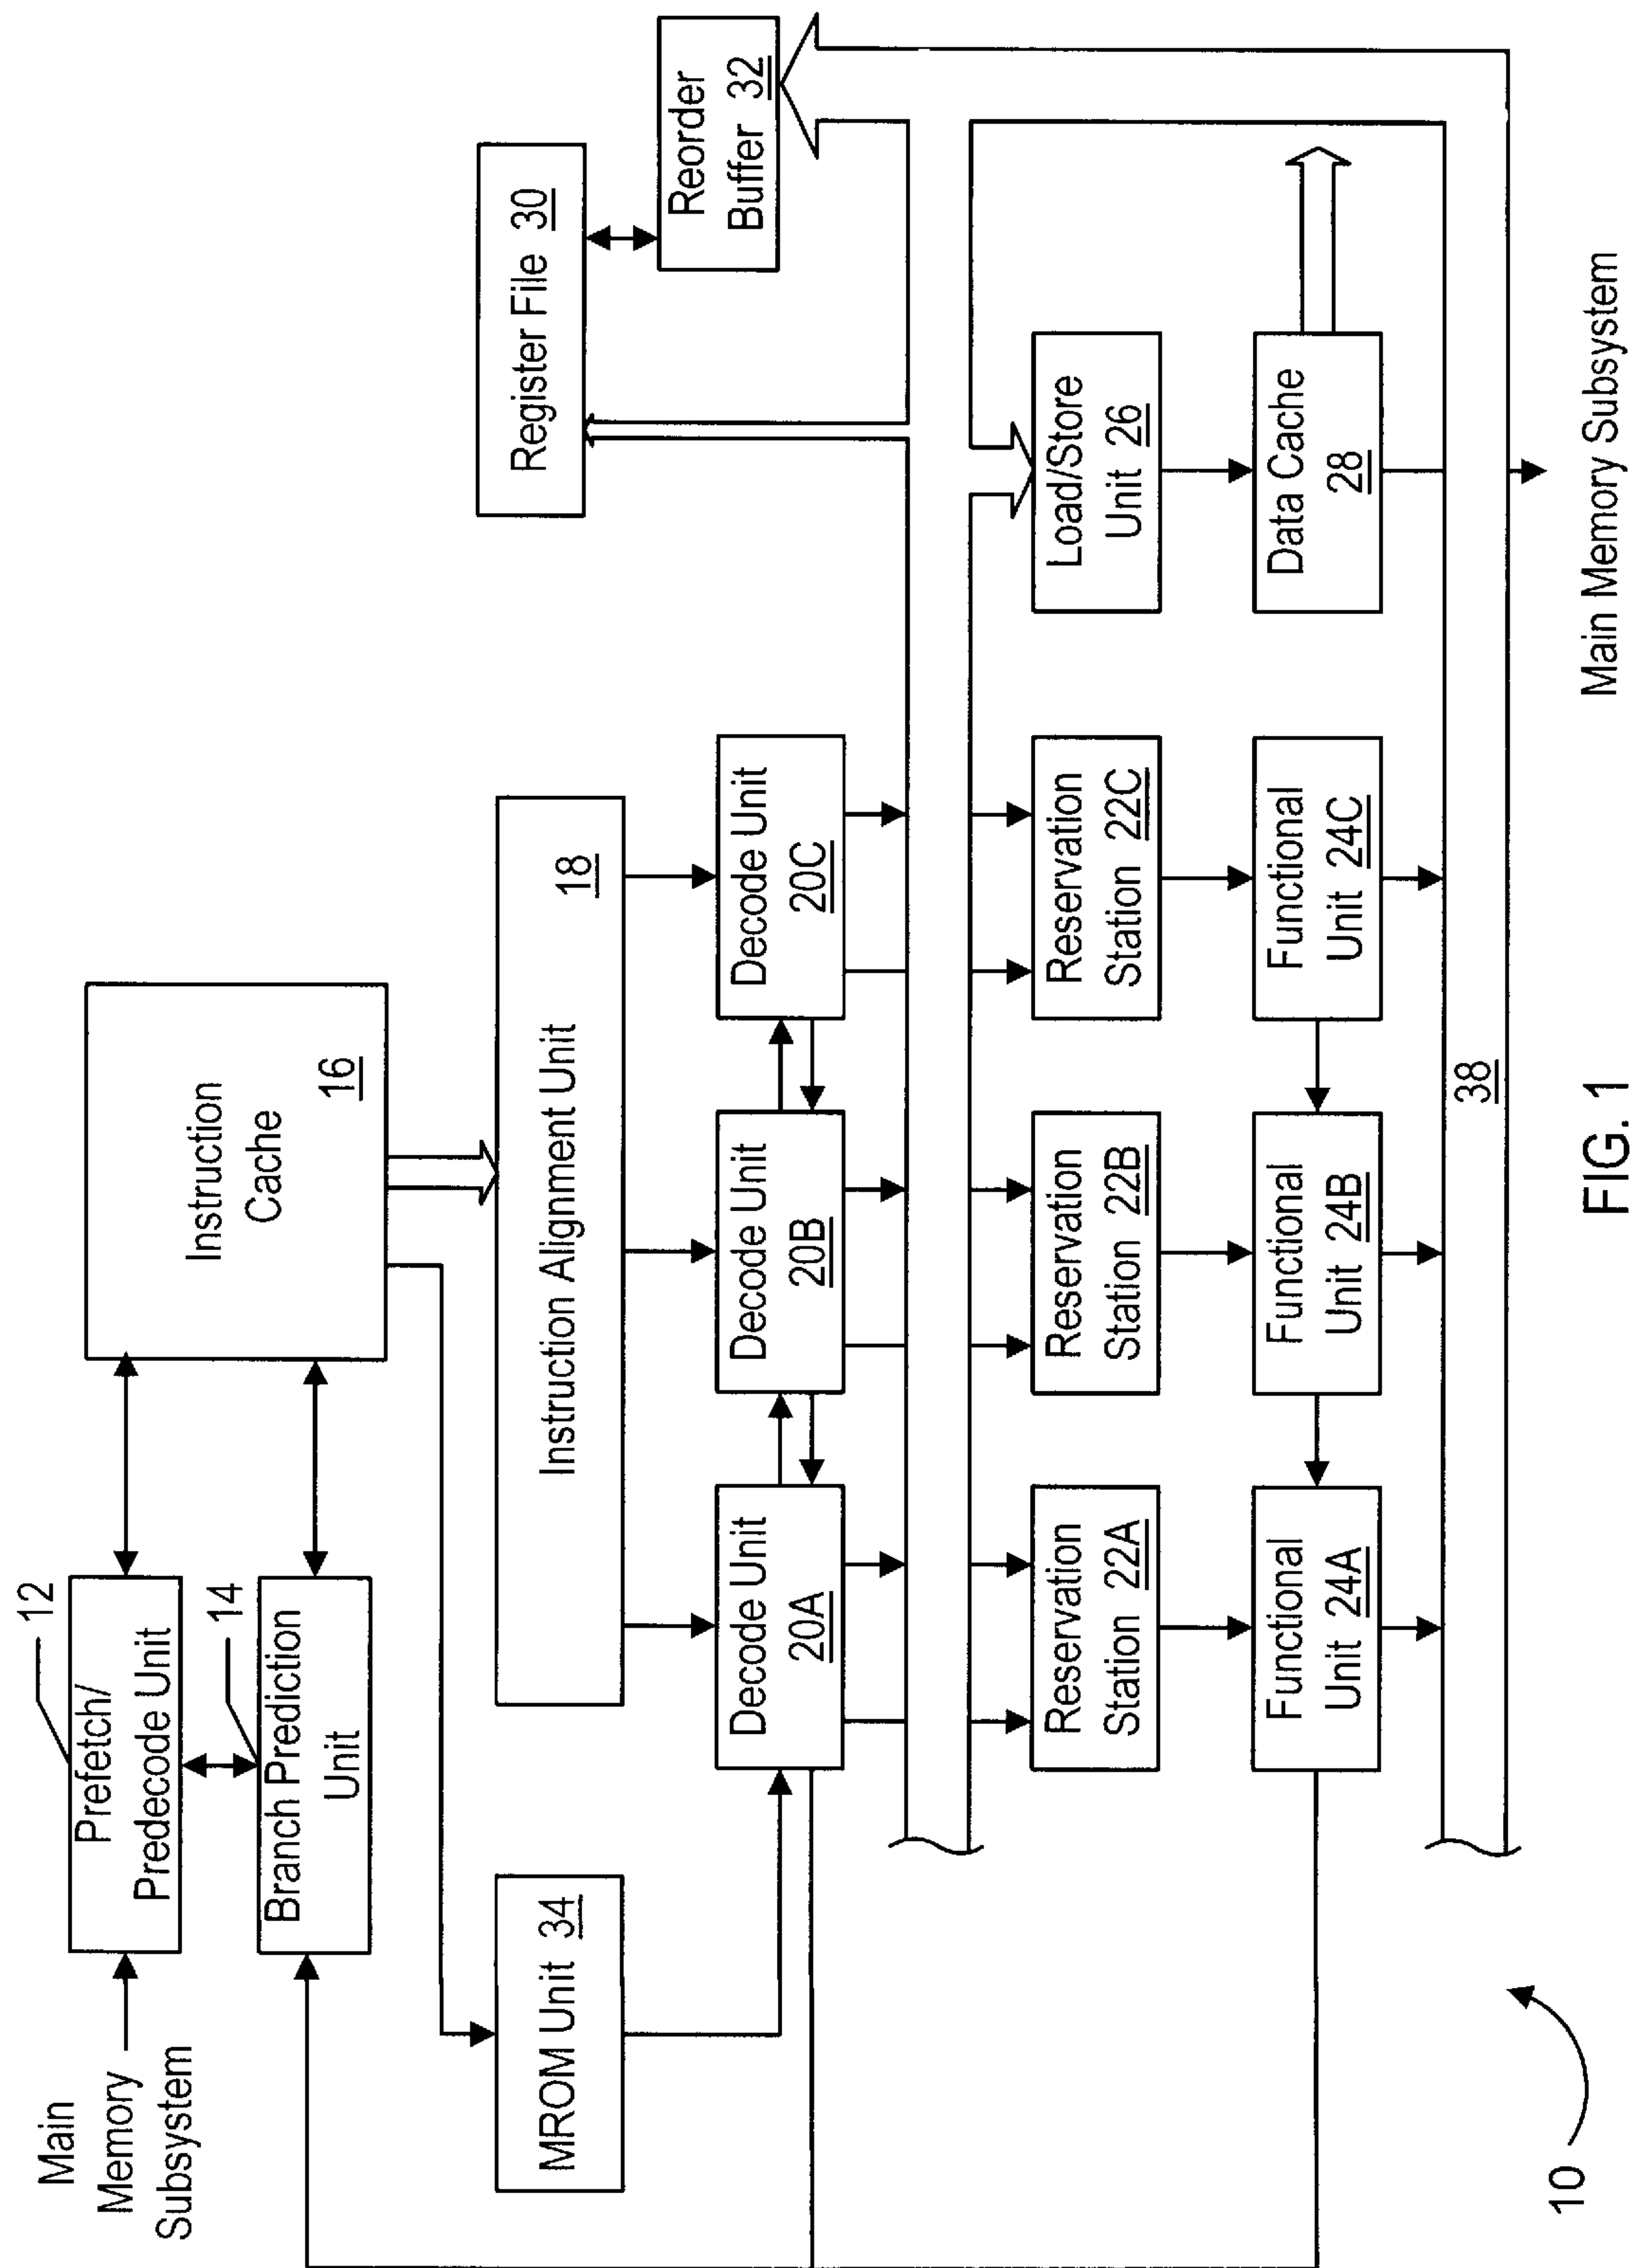 Main
Memory
Subsystem
Prefetch/
Predecode Unit
12
Branch Prediction
Unit
14
Instruction
Cache
16
MROM Unit 34
Instruction Alignment Unit
18
Register File 30
Reorder
Buffer 32
Decode Unit
20A
Decode Unit
20B
Decode Unit
20C
Reservation
Station 22A
Reservation
Station 22B
Reservation
Station 22C
Load/Store
Unit 26
Functional
Unit 24A
Functional
Unit 24B
Functional
Unit 24C
Data Cache
28
38
10
Main Memory Subsystem
FIG. 1